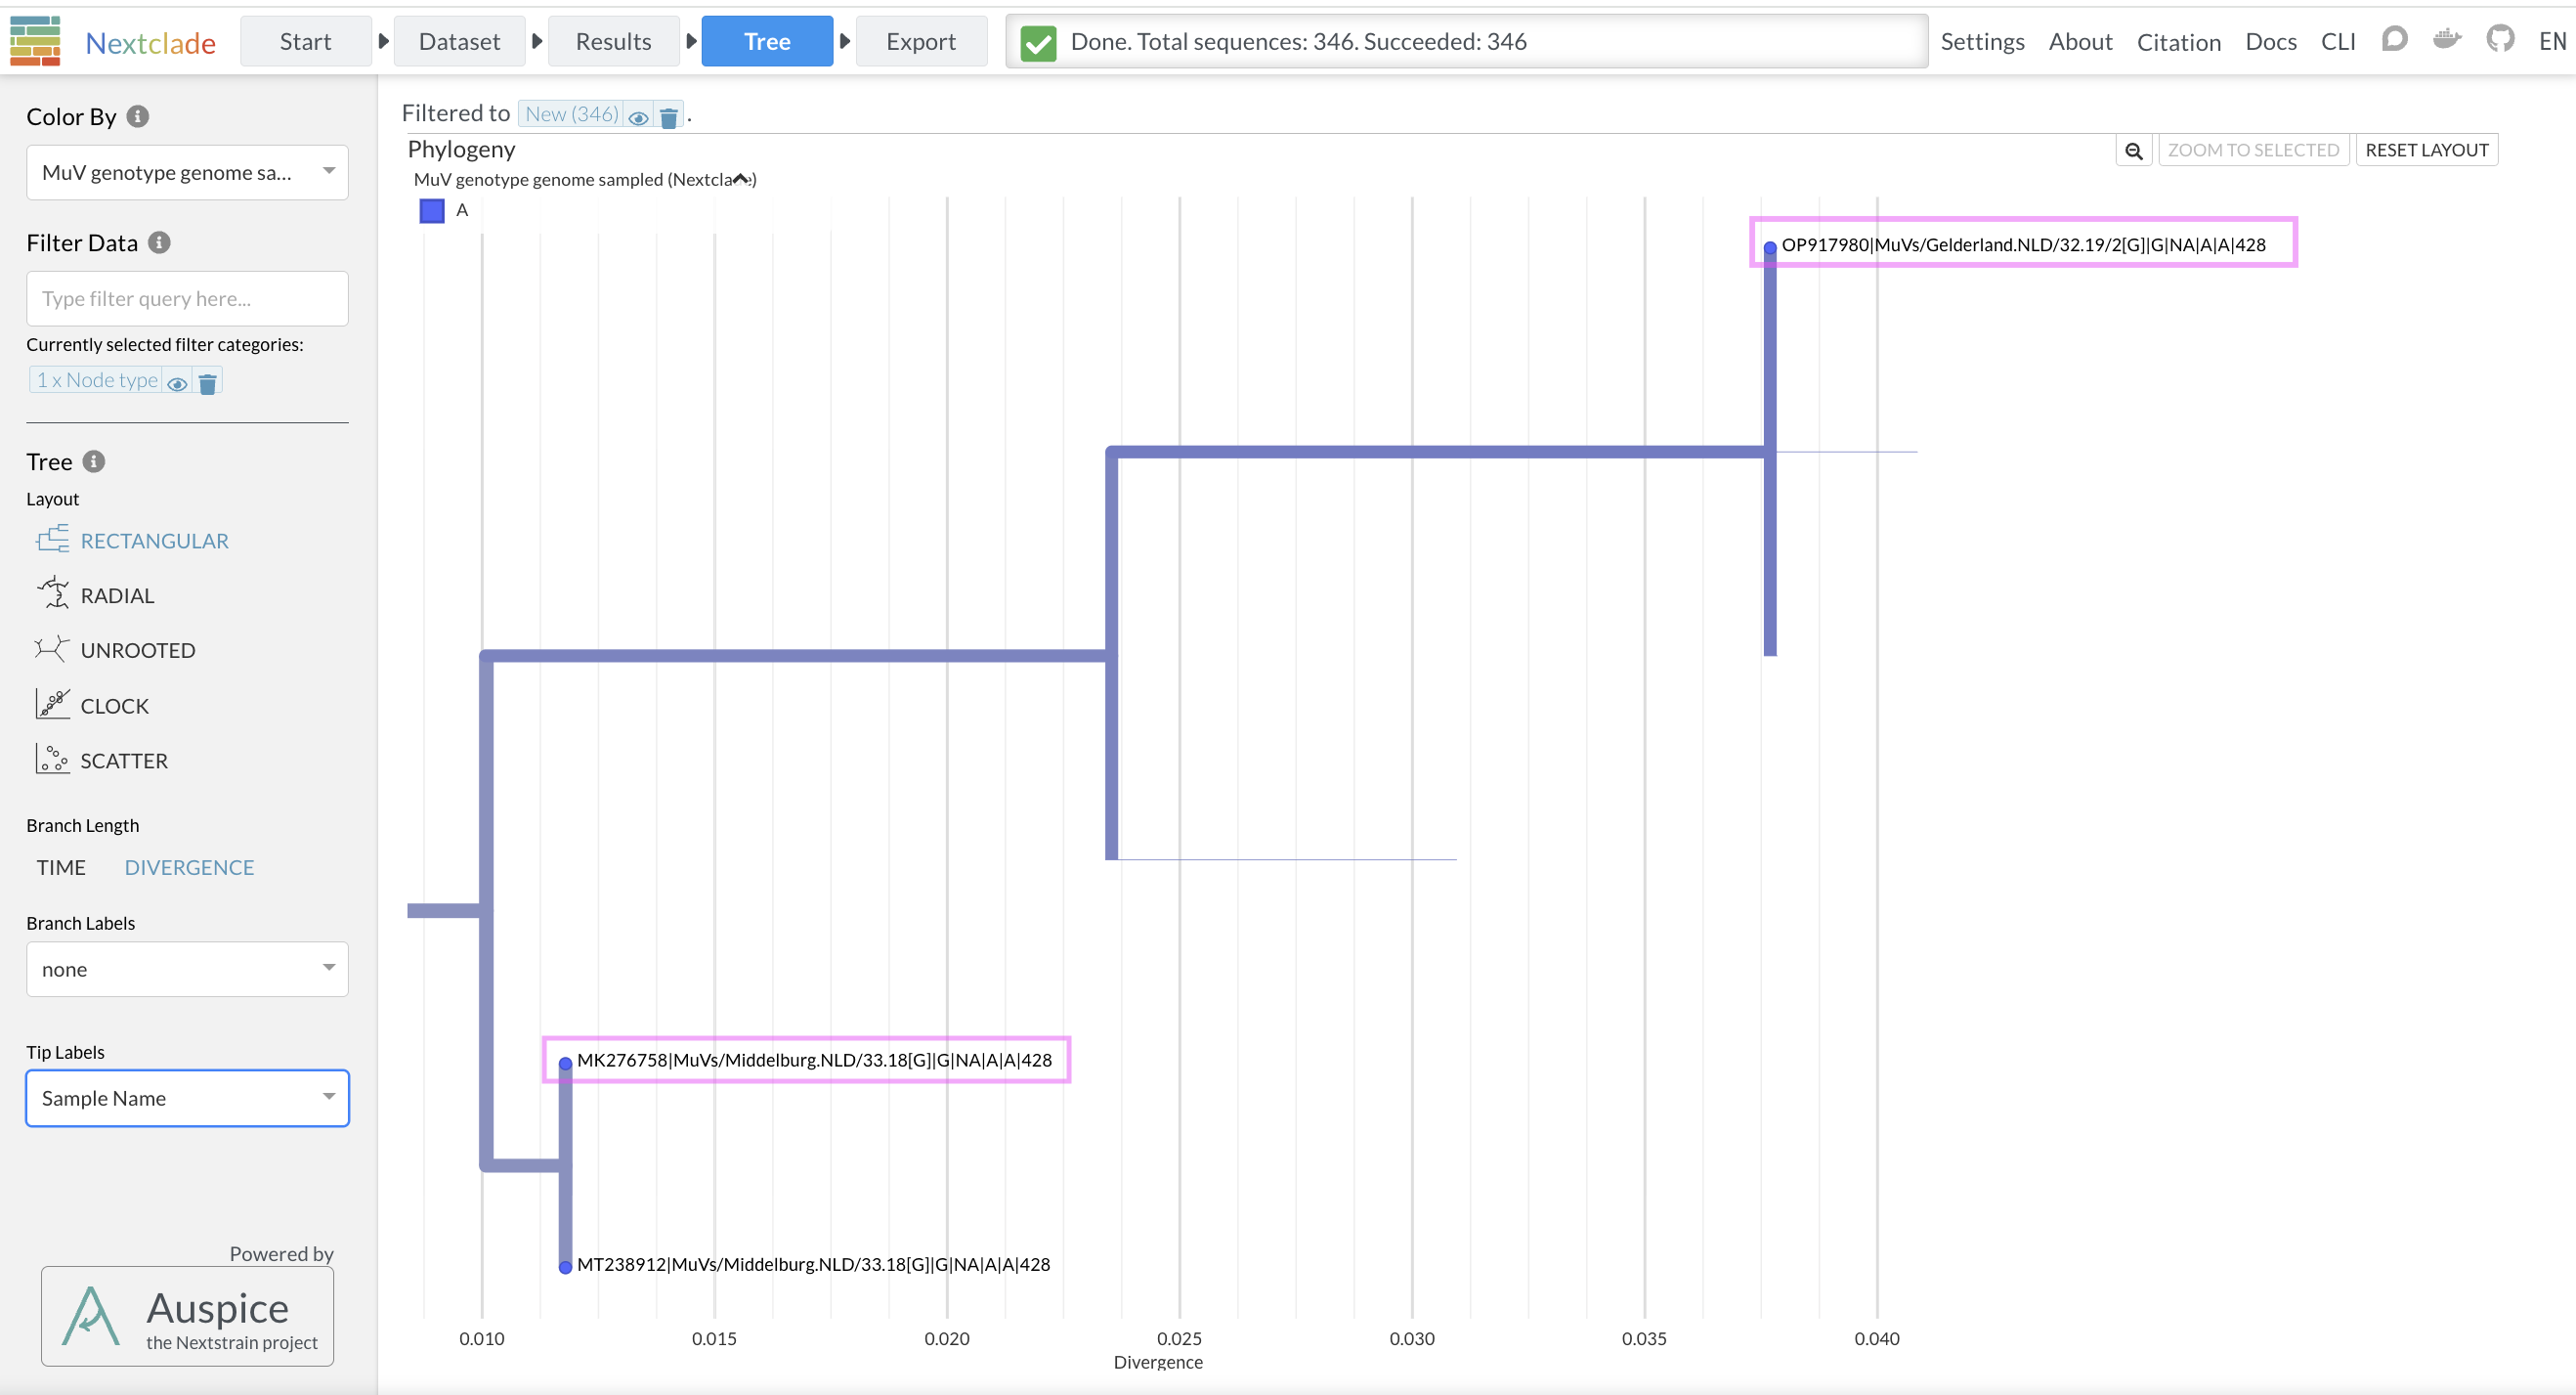 Nextclade
Start
Dataset
Results
Tree
Export
Done. Total sequences: 346. Succeeded: 346
Settings
About
Citation
Docs
CLI
EN
Color By
MuV genotype genome sa...
Filter Data
Type filter query here...
Currently selected filter categories:
1 x Node type
Tree
Layout
RECTANGULAR
RADIAL
UNROOTED
CLOCK
SCATTER
Branch Length
TIME DIVERGENCE
Branch Labels
none
Tip Labels
Sample Name
Powered by
Auspice
the Nextstrain project
Filtered to New (346) .
Phylogeny
ZOOM TO SELECTED
RESET LAYOUT
MuV genotype genome sampled
A
OP917980|MuVs/Gelderland.NLD/32.19/2[G]|G|NA|A|A|428
MK276758|MuVs/Middelburg.NLD/33.18[G]|G|NA|A|A|428
MT238912|MuVs/Middelburg.NLD/33.18[G]|G|NA|A|A|428
0.010 0.015 0.020 0.025 0.030 0.035 0.040
Divergence